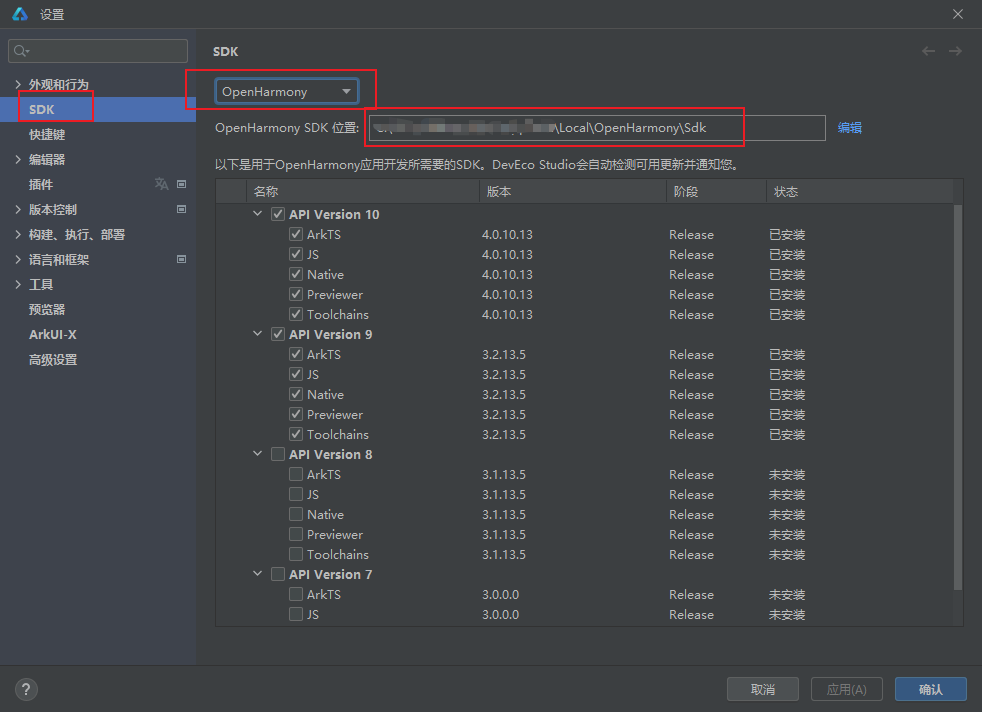 设置
SDK
外观和行为
SDK
快捷键
编辑器
插件
版本控制
构建、执行、部署
语言和框架
工具
预览器
ArkUI-X
高级设置
OpenHarmony
OpenHarmony SDK 位置: \Local\OpenHarmony\Sdk 编辑
以下是用于OpenHarmony应用开发所需要的SDK。DevEco Studio会自动检测可用更新并通知您。
名称 版本 阶段 状态
API Version 10
ArkTS 4.0.10.13 Release 已安装
JS 4.0.10.13 Release 已安装
Native 4.0.10.13 Release 已安装
Previewer 4.0.10.13 Release 已安装
Toolchains 4.0.10.13 Release 已安装
API Version 9
ArkTS 3.2.13.5 Release 已安装
JS 3.2.13.5 Release 已安装
Native 3.2.13.5 Release 已安装
Previewer 3.2.13.5 Release 已安装
Toolchains 3.2.13.5 Release 已安装
API Version 8
ArkTS 3.1.13.5 Release 未安装
JS 3.1.13.5 Release 未安装
Native 3.1.13.5 Release 未安装
Previewer 3.1.13.5 Release 未安装
Toolchains 3.1.13.5 Release 未安装
API Version 7
ArkTS 3.0.0.0 Release 未安装
JS 3.0.0.0 Release 未安装
?
取消 应用(A) 确认